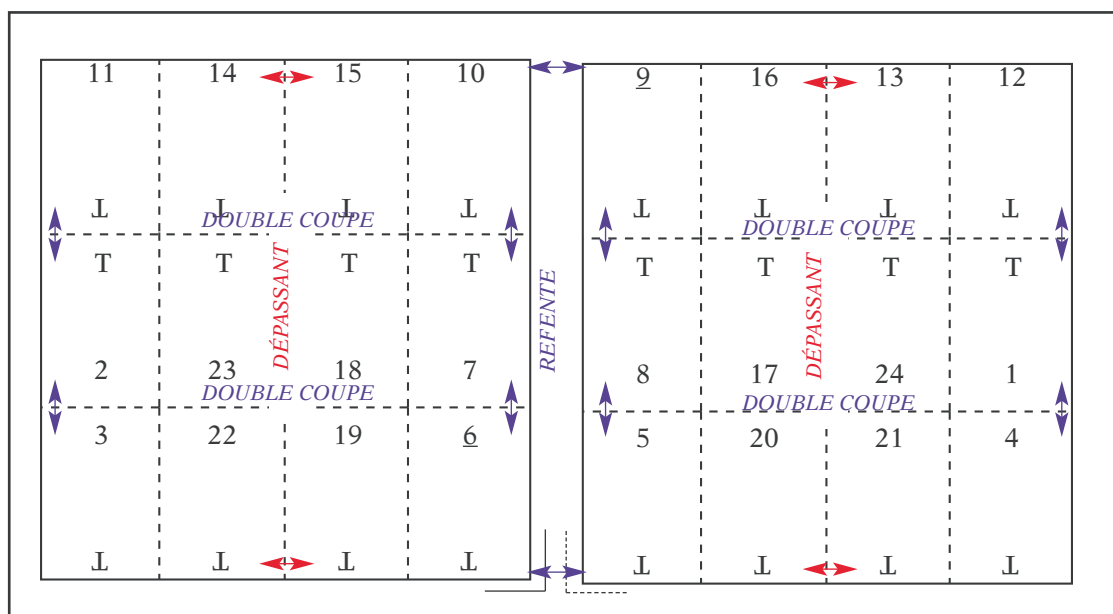 11 14 15 10 9 16 13 12
T T T T T T T T
DOUBLE COUPE DOUBLE COUPE
T T T T T T T T
DÉPASSANT REFENTE DÉPASSANT
2 23 18 7 8 17 24 1
DOUBLE COUPE DOUBLE COUPE
3 22 19 6 5 20 21 4
T T T T T T T T